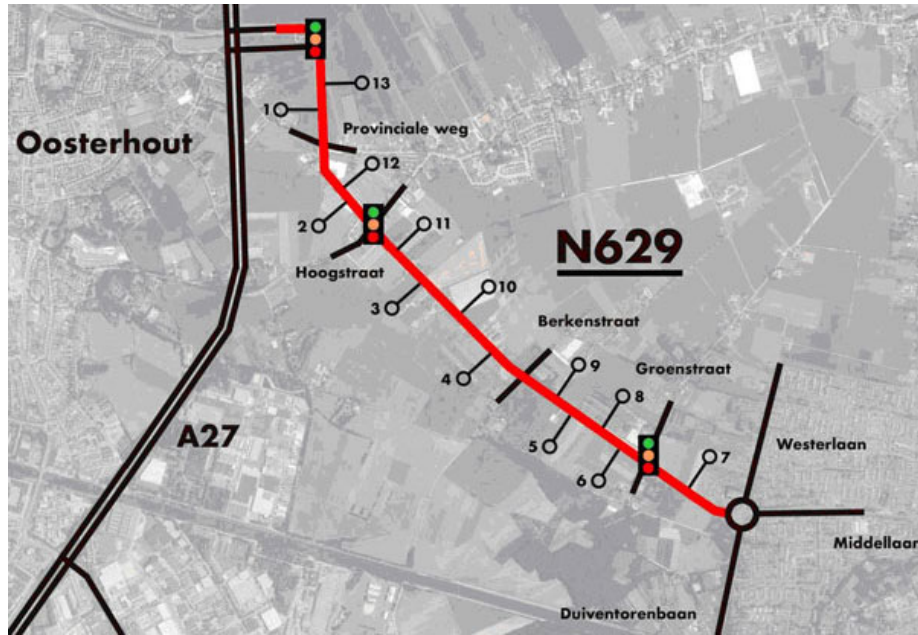 13
1
Provinciale weg
Oosterhout
12
2
11
N629
Hoogstraat
10
3
Berkenstraat
9
Groenstraat
4
8
A27
Westerlaan
5
7
6
Middellaan
Duiventorenbaan